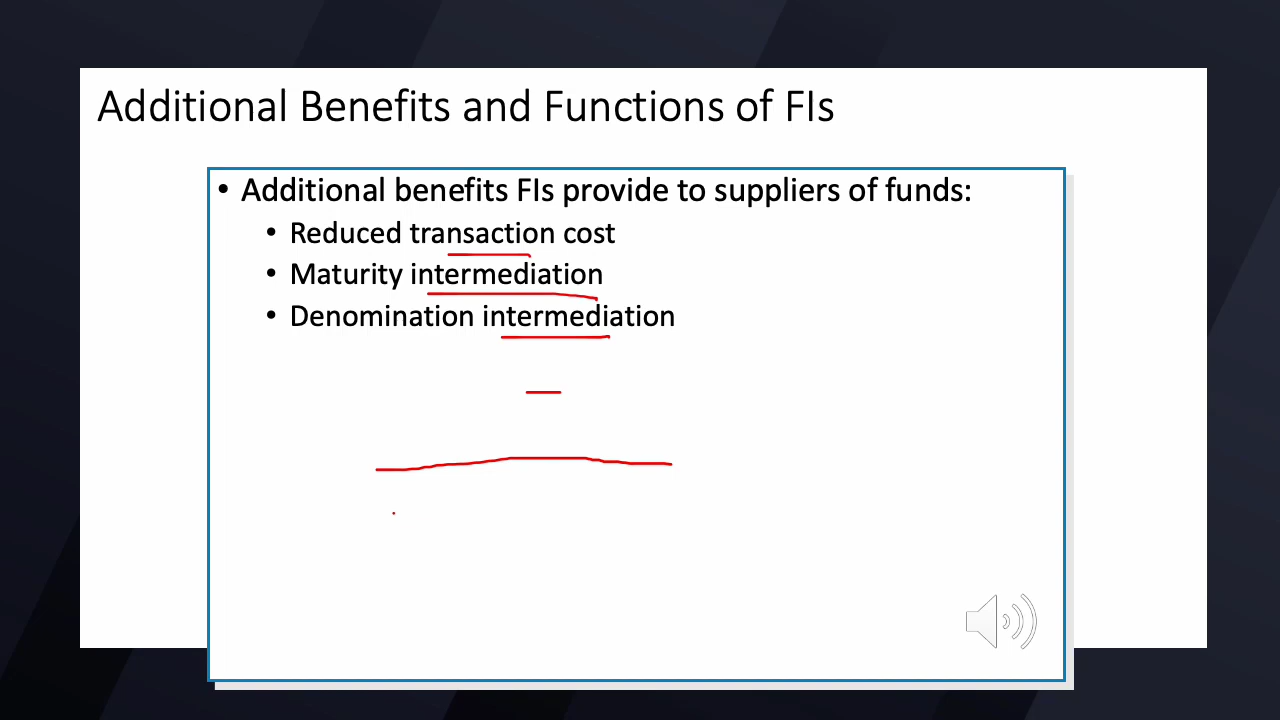 Additional Benefits and Functions of FIs
• Additional benefits FIs provide to suppliers of funds:
• Reduced transaction cost
• Maturity intermediation
• Denomination intermediation